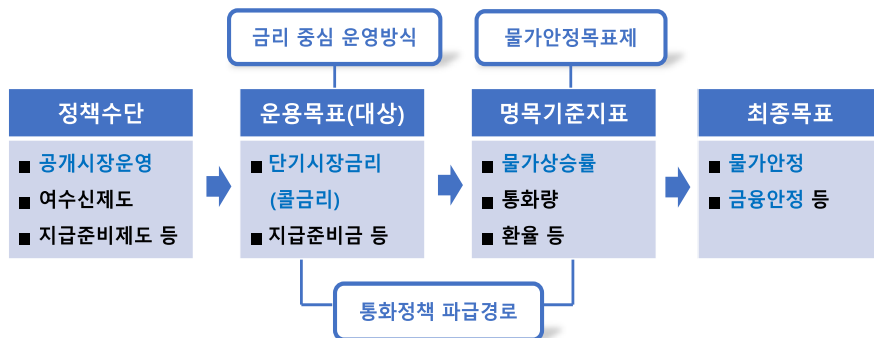 금리 중심 운영방식
물가안정목표제
정책수단
공개시장운영
여수신제도
지급준비제도 등
운용목표(대상)
단기시장금리
(콜금리)
지급준비금 등
명목기준지표
물가상승률
통화량
환율 등
최종목표
물가안정
금융안정 등
통화정책 파급경로